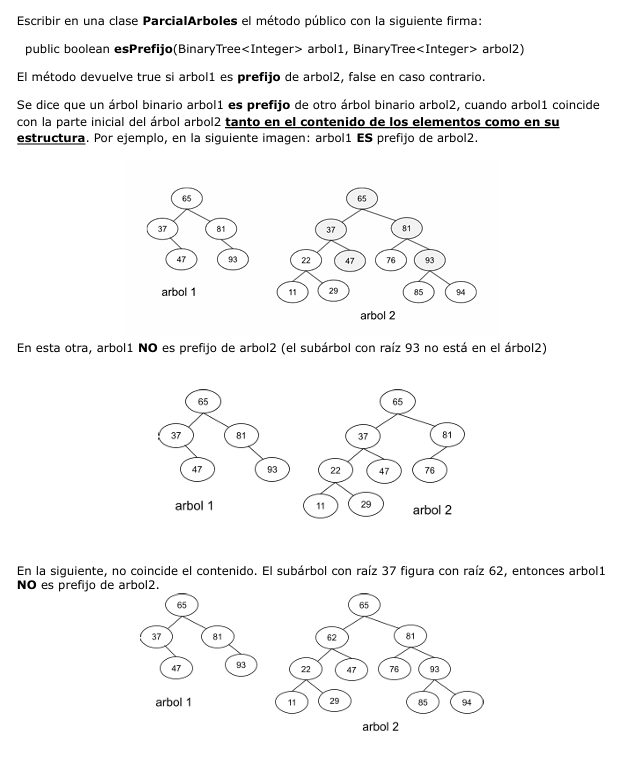 Escribir en una clase ParcialArboles el método público con la siguiente firma:
public boolean esPrefijo(BinaryTree<Integer> arbol1, BinaryTree<Integer> arbol2)
El método devuelve true si arbol1 es prefijo de arbol2, false en caso contrario.
Se dice que un árbol binario arbol1 es prefijo de otro árbol binario arbol2, cuando arbol1 coincide
con la parte inicial del árbol arbol2 tanto en el contenido de los elementos como en su
estructura. Por ejemplo, en la siguiente imagen: arbol1 ES prefijo de arbol2.
65 65
37 81 37 81
47 93 22 47 76 93
11 29 85 94
arbol 1
arbol 2
En esta otra, arbol1 NO es prefijo de arbol2 (el subárbol con raíz 93 no está en el árbol2)
65 65
37 81 37 81
47 93 22 47 76
11 29
arbol 1 arbol 2
En la siguiente, no coincide el contenido. El subárbol con raíz 37 figura con raíz 62, entonces arbol1
NO es prefijo de arbol2.
65 65
37 81 62 81
47 93 22 47 76 93
11 29 85 94
arbol 1
arbol 2